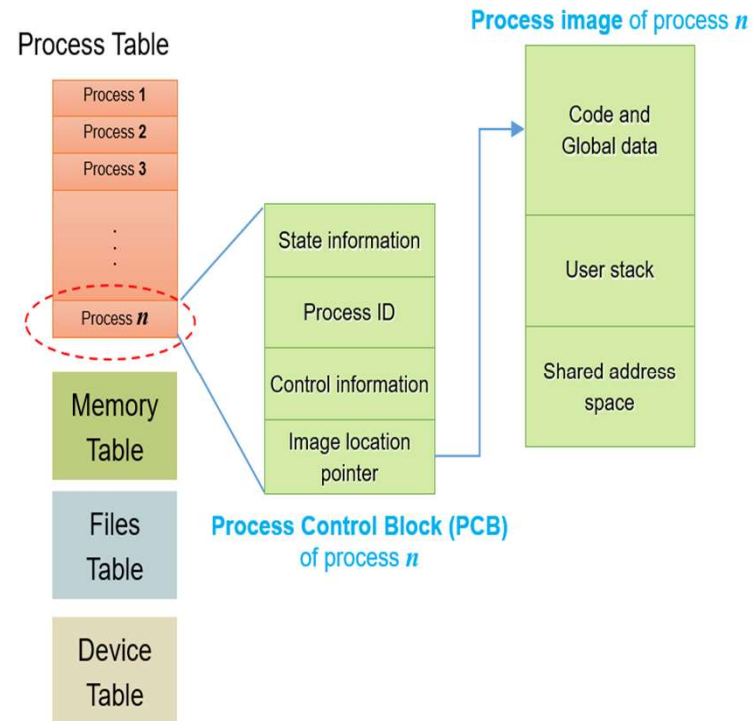 Process Table
Process 1
Process 2
Process 3
.
.
.
Process n
Memory
Table
Files
Table
Device
Table
State information
Process ID
Control information
Image location
pointer
Process Control Block (PCB)
of process n
Process image of process n
Code and
Global data
User stack
Shared address
space